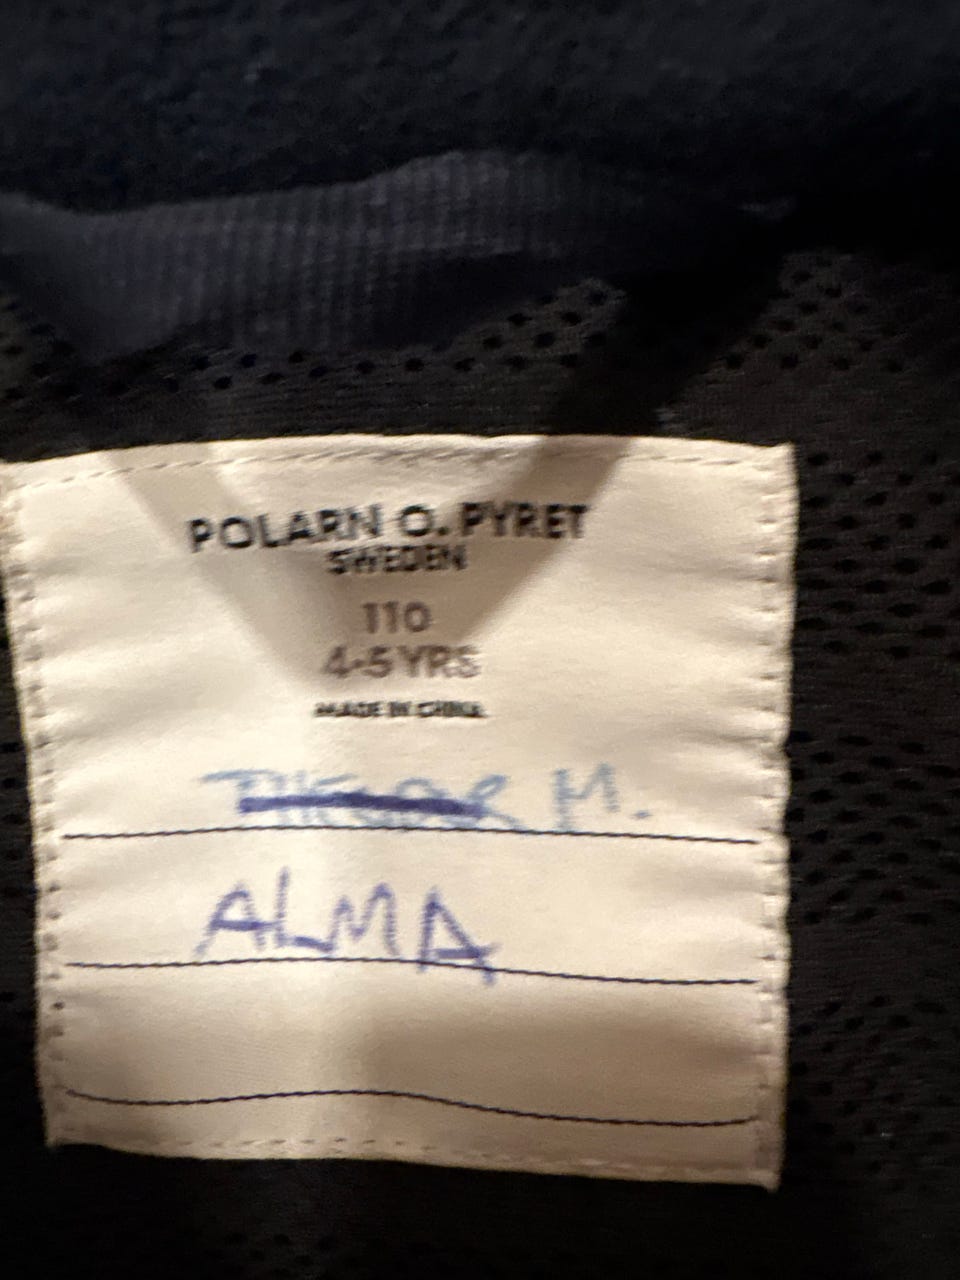 POLARN O. PYRET
SWEDEN
110
4-5 YRS
MADE IN CHINA
M.
ALMA